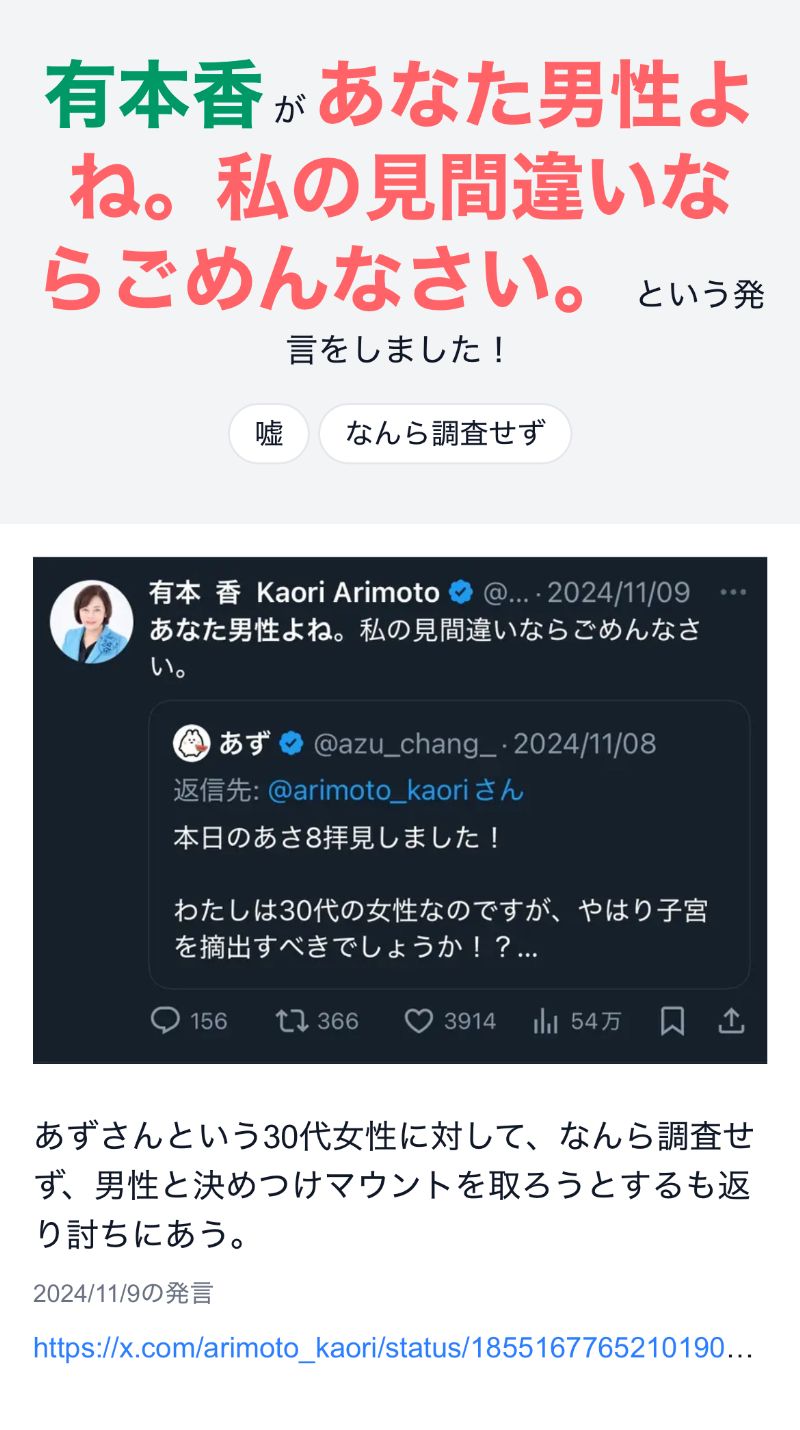 有本香 が あなた男性よ
ね。私の見間違いな
らごめんなさい。 という発
言をしました！
嘘 なんら調査せず
有本 香 Kaori Arimoto @... · 2024/11/09 ···
あなた男性よね。私の見間違いならごめんなさ
い。
あず @azu_chang_ · 2024/11/08
返信先: @arimoto_kaoriさん
本日のあさ8拝見しました！
わたしは30代の女性なのですが、やはり子宮
を摘出すべきでしょうか！？...
156 366 3914 54万
あずさんという30代女性に対して、なんら調査せ
ず、男性と決めつけマウントを取ろうとするも返
り討ちにあう。
2024/11/9の発言
https://x.com/arimoto_kaori/status/1855167765210190…